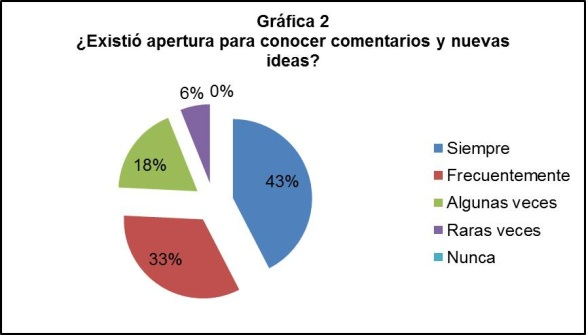 Gráfica 2
¿Existió apertura para conocer comentarios y nuevas
ideas?
6% 0%
18%
43%
33%
Siempre
Frecuentemente
Algunas veces
Raras veces
Nunca